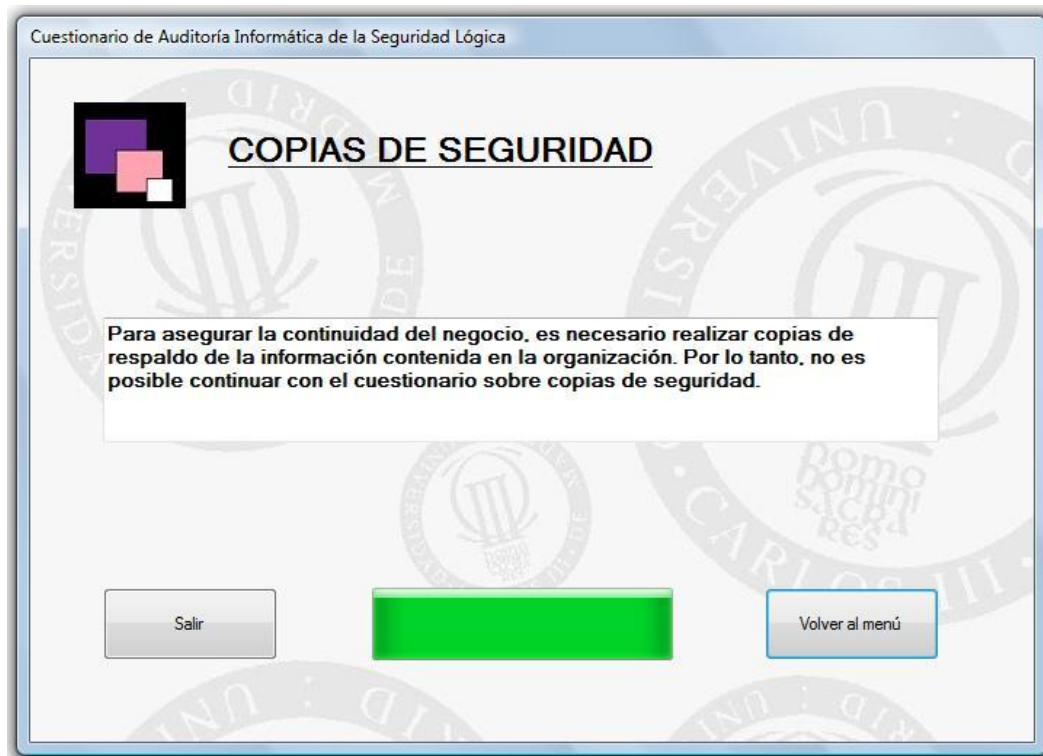 Cuestionario de Auditoría Informática de la Seguridad Lógica
COPIAS DE SEGURIDAD
Para asegurar la continuidad del negocio, es necesario realizar copias de
respaldo de la información contenida en la organización. Por lo tanto, no es
posible continuar con el cuestionario sobre copias de seguridad.
Salir
Volver al menú